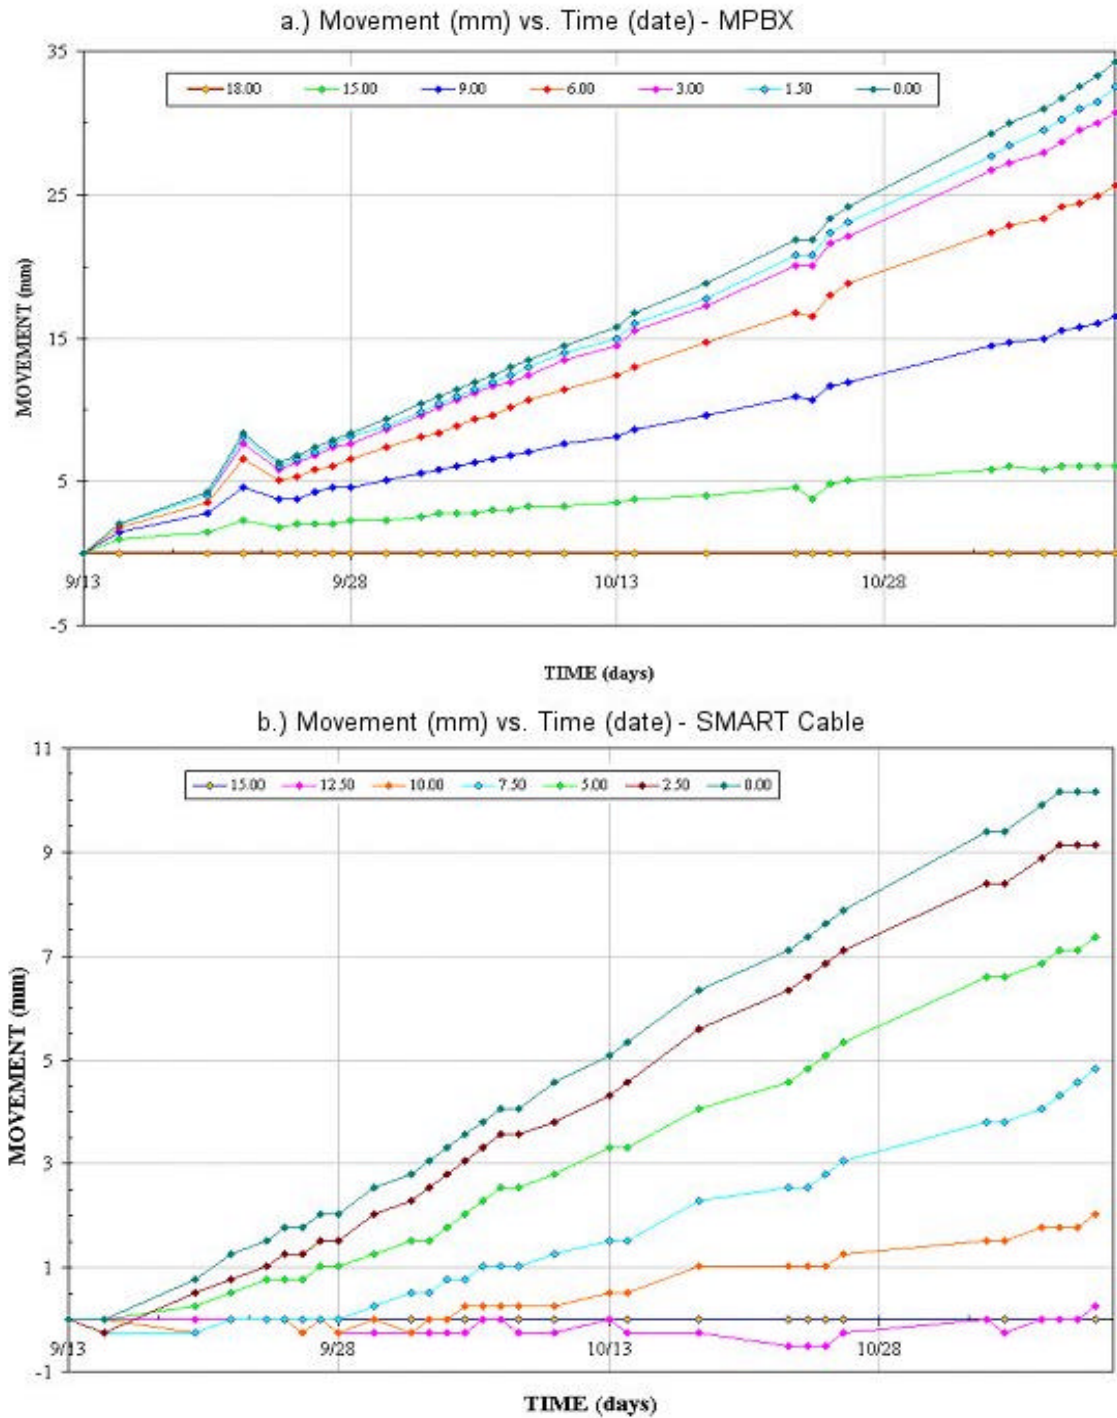 a.) Movement (mm) vs. Time (date) - MPBX
35
18.00 15.00 9.00 6.00 3.00 1.50 0.00
25
15
MOVEMENT (mm)
5
9/13 9/28 10/13 10/28
-5
TIME (days)
b.) Movement (mm) vs. Time (date) - SMART Cable
11
15.00 12.50 10.00 7.50 5.00 2.50 0.00
9
7
5
MOVEMENT (mm)
3
1
9/13 9/28 10/13 10/28
-1
TIME (days)